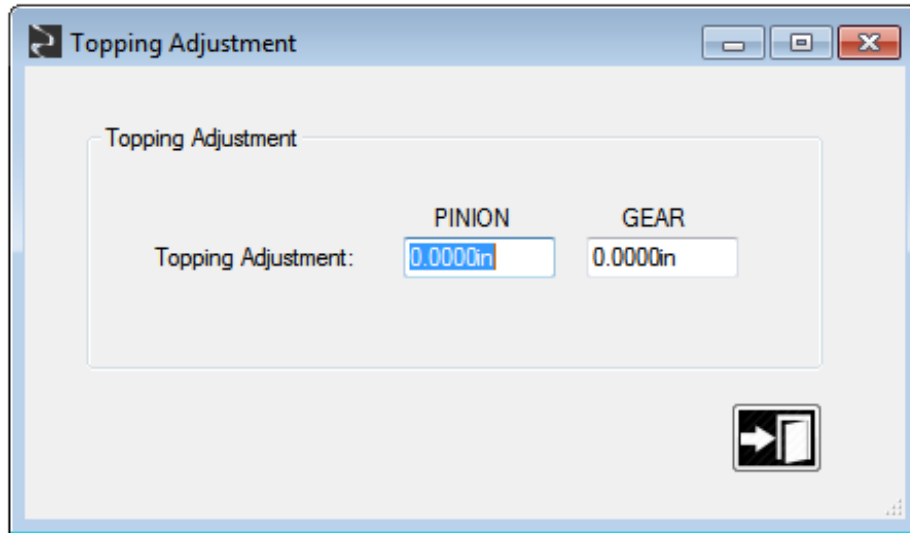 Topping Adjustment
Topping Adjustment
PINION GEAR
Topping Adjustment: 0.0000in 0.0000in